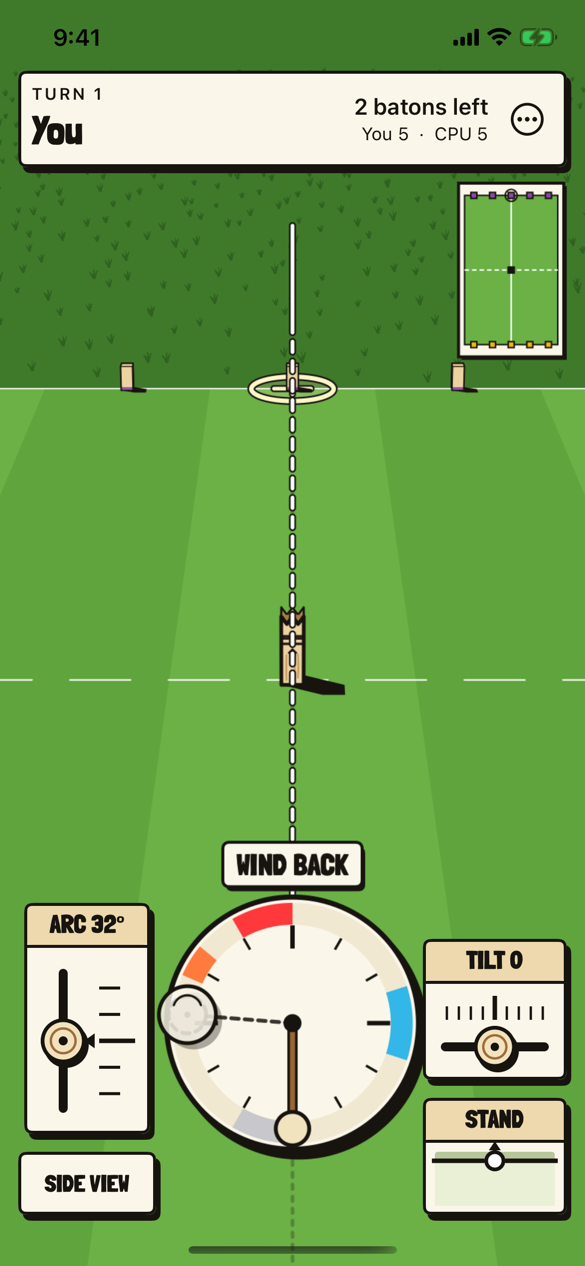 9:41
TURN 1
You
2 batons left
You 5 · CPU 5
WIND BACK
ARC 32°
TILT 0
STAND
SIDE VIEW